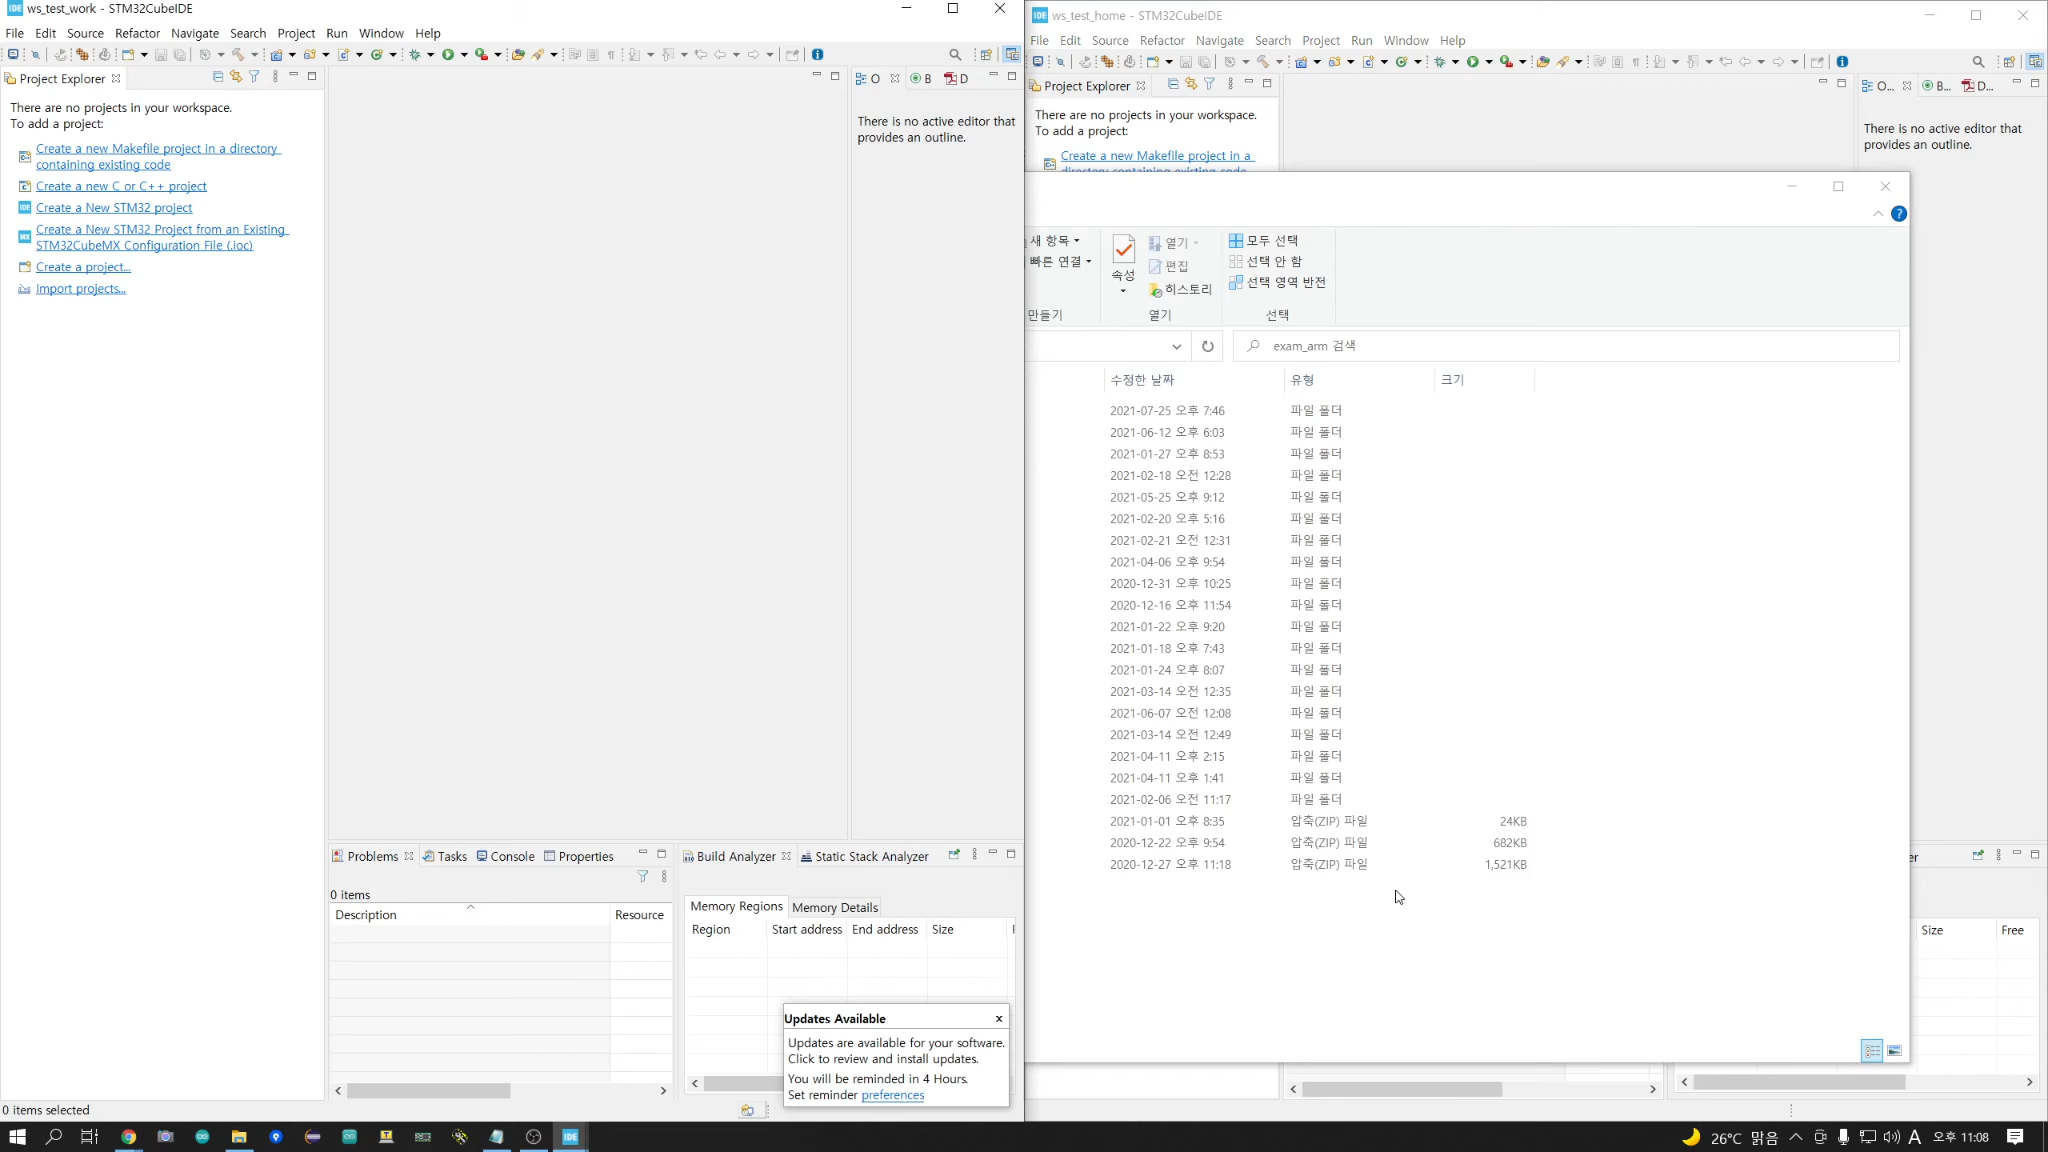 ws_test_work - STM32CubeIDE
File Edit Source Refactor Navigate Search Project Run Window Help
Project Explorer
There are no projects in your workspace.
To add a project:
Create a new Makefile project in a directory
containing existing code
Create a new C or C++ project
Create a New STM32 project
Create a New STM32 Project from an Existing
STM32CubeMX Configuration File (.ioc)
Create a project...
Import projects...
O B D
There is no active editor that
provides an outline.
Problems Tasks Console Properties
0 items
Description Resource
Build Analyzer Static Stack Analyzer
Memory Regions Memory Details
Region Start address End address Size
Updates Available x
Updates are available for your software.
Click to review and install updates.
You will be reminded in 4 Hours.
Set reminder preferences
0 items selected
ws_test_home - STM32CubeIDE
File Edit Source Refactor Navigate Search Project Run Window Help
Project Explorer
There are no projects in your workspace.
To add a project:
Create a new Makefile project in a
directory containing existing code
O... B... D...
There is no active editor that
provides an outline.
새 항목
빠른 연결
만들기
속성
열기
편집
히스토리
열기
모두 선택
선택 안 함
선택 영역 반전
선택
exam_arm 검색
수정한 날짜 유형 크기
2021-07-25 오후 7:46 파일 폴더
2021-06-12 오후 6:03 파일 폴더
2021-01-27 오후 8:53 파일 폴더
2021-02-18 오전 12:28 파일 폴더
2021-05-25 오후 9:12 파일 폴더
2021-02-20 오후 5:16 파일 폴더
2021-02-21 오전 12:31 파일 폴더
2021-04-06 오후 9:54 파일 폴더
2020-12-31 오후 10:25 파일 폴더
2020-12-16 오후 11:54 파일 폴더
2021-01-22 오후 9:20 파일 폴더
2021-01-18 오후 7:43 파일 폴더
2021-01-24 오후 8:07 파일 폴더
2021-03-14 오전 12:35 파일 폴더
2021-06-07 오전 12:08 파일 폴더
2021-03-14 오전 12:49 파일 폴더
2021-04-11 오후 2:15 파일 폴더
2021-04-11 오후 1:41 파일 폴더
2021-02-06 오전 11:17 파일 폴더
2021-01-01 오후 8:35 압축(ZIP) 파일 24KB
2020-12-22 오후 9:54 압축(ZIP) 파일 682KB
2020-12-27 오후 11:18 압축(ZIP) 파일 1,521KB
er
Size Free
26°C 맑음 A 오후 11:08